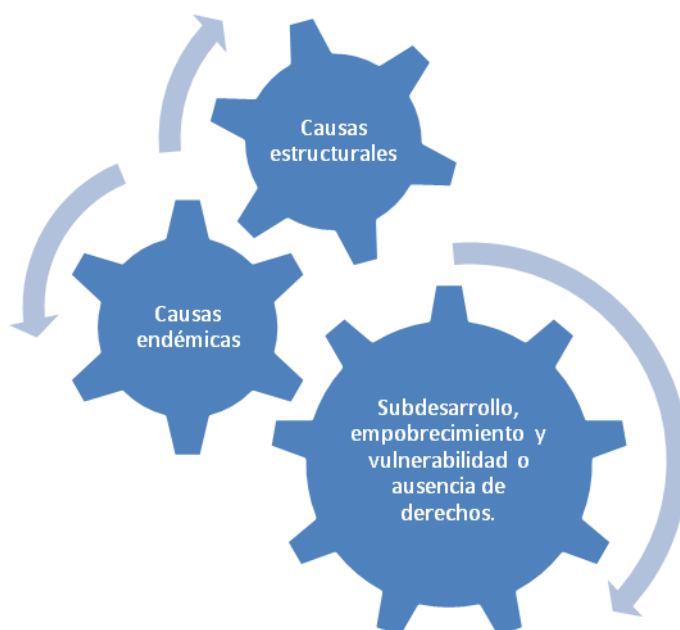 Causas
estructurales
Causas
endémicas
Subdesarrollo,
empobrecimiento y
vulnerabilidad o
ausencia de
derechos.